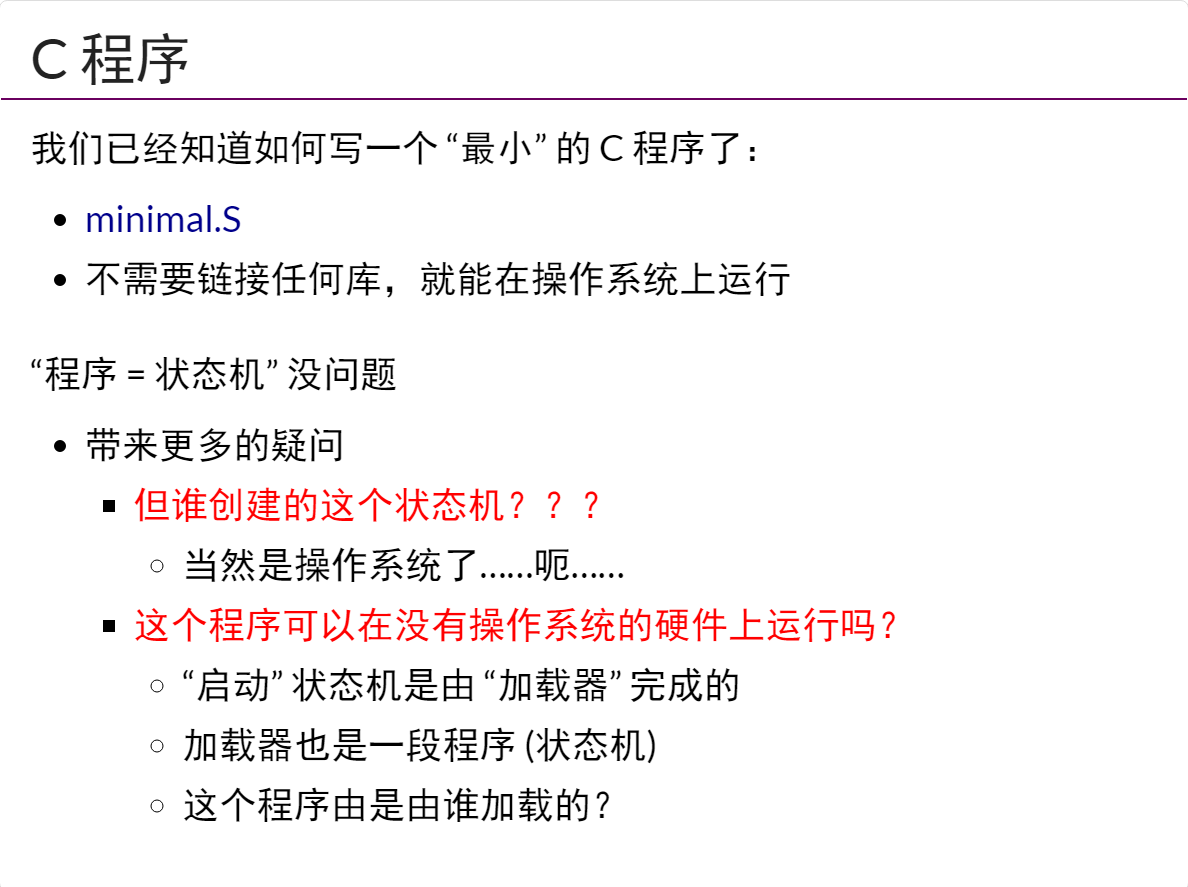 C 程序
我们已经知道如何写一个 “最小” 的 C 程序了：
minimal.S
不需要链接任何库，就能在操作系统上运行
“程序 = 状态机” 没问题
带来更多的疑问
但谁创建的这个状态机？？？
当然是操作系统了……呃……
这个程序可以在没有操作系统的硬件上运行吗？
“启动” 状态机是由 “加载器” 完成的
加载器也是一段程序 (状态机)
这个程序由是由谁加载的？